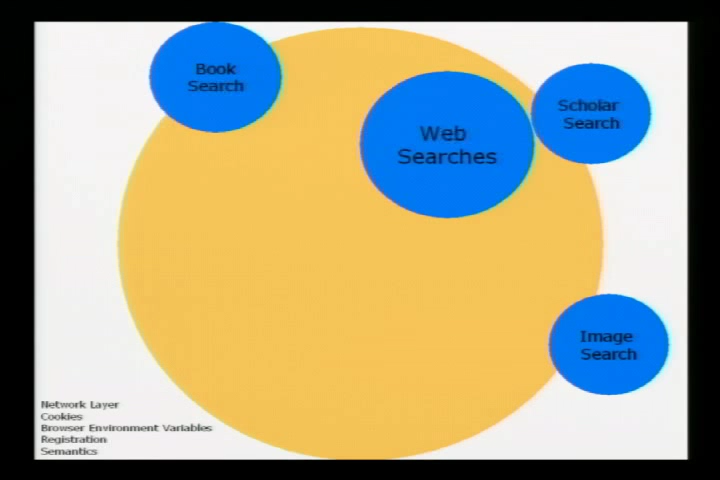 Book
Search
Web
Searches
Scholar
Search
Image
Search
Network Layer
Cookies
Browser Environment Variables
Registration
Semantics